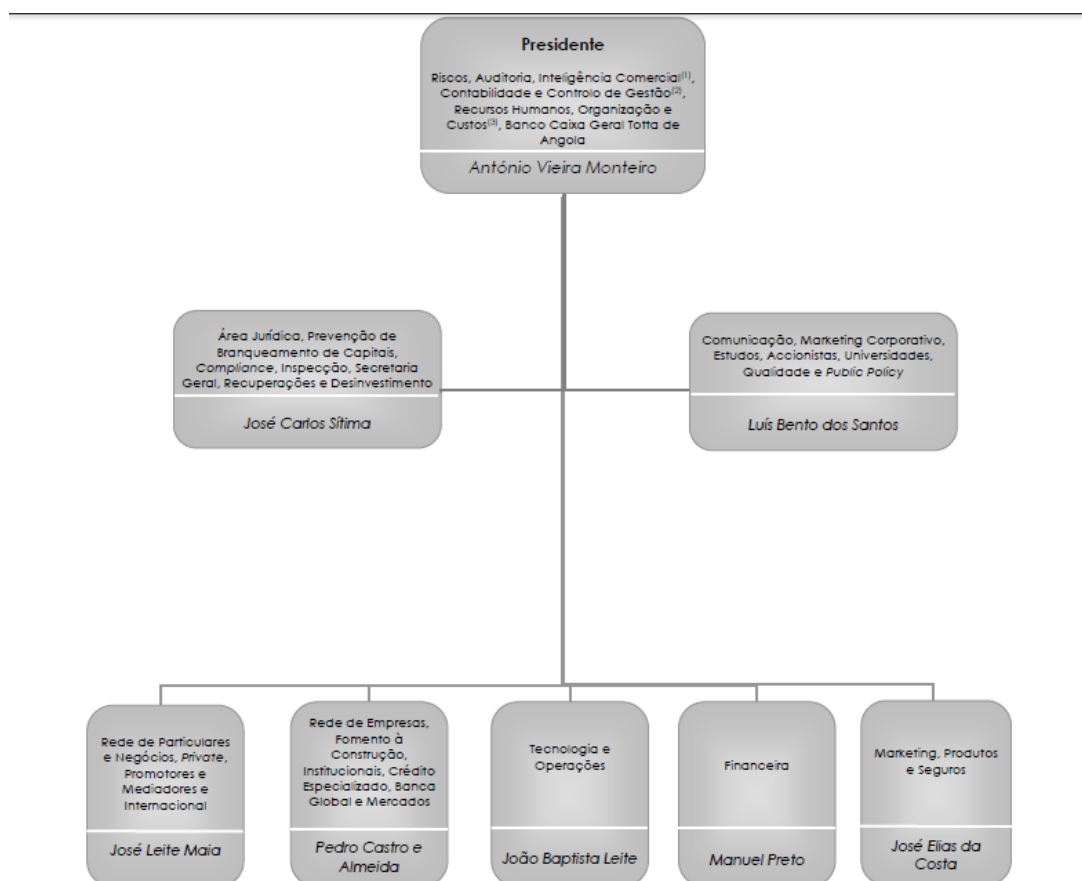 Presidente
Riscos, Auditoria, Inteligência Comercial(1),
Contabilidade e Controlo de Gestão(2),
Recursos Humanos, Organização e
Custos(3), Banco Caixa Geral Totta de
Angola
António Vieira Monteiro
Área Jurídica, Prevenção de
Branqueamento de Capitais,
Compliance, Inspecção, Secretaria
Geral, Recuperações e Desinvestimento
José Carlos Sítima
Comunicação, Marketing Corporativo,
Estudos, Accionistas, Universidades,
Qualidade e Public Policy
Luís Bento dos Santos
Rede de Particulares
e Negócios, Private,
Promotores e
Mediadores e
Internacional
José Leite Maia
Rede de Empresas,
Fomento à
Construção,
Institucionais, Crédito
Especializado, Banca
Global e Mercados
Pedro Castro e
Almeida
Tecnologia e
Operações
João Baptista Leite
Financeira
Manuel Preto
Marketing, Produtos
e Seguros
José Elias da
Costa